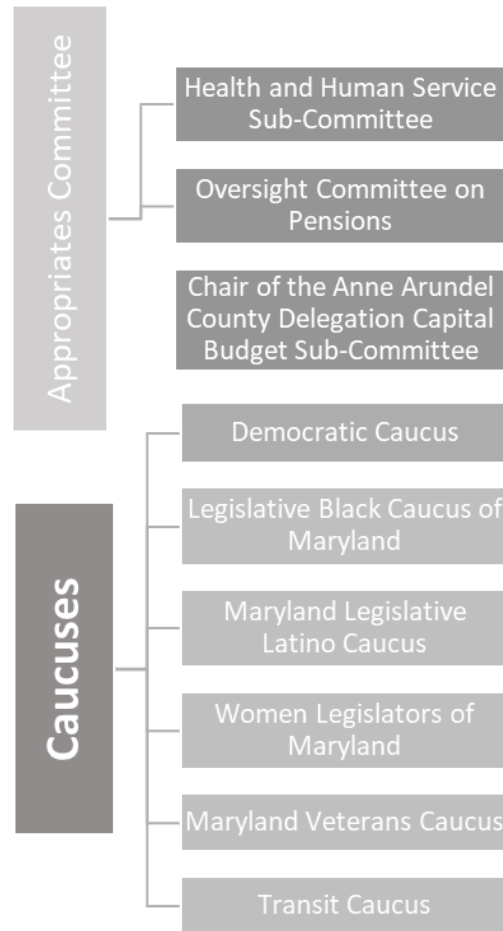 Appropriates Committee
Health and Human Service
Sub-Committee
Oversight Committee on
Pensions
Chair of the Anne Arundel
County Delegation Capital
Budget Sub-Committee
Caucuses
Democratic Caucus
Legislative Black Caucus of
Maryland
Maryland Legislative
Latino Caucus
Women Legislators of
Maryland
Maryland Veterans Caucus
Transit Caucus